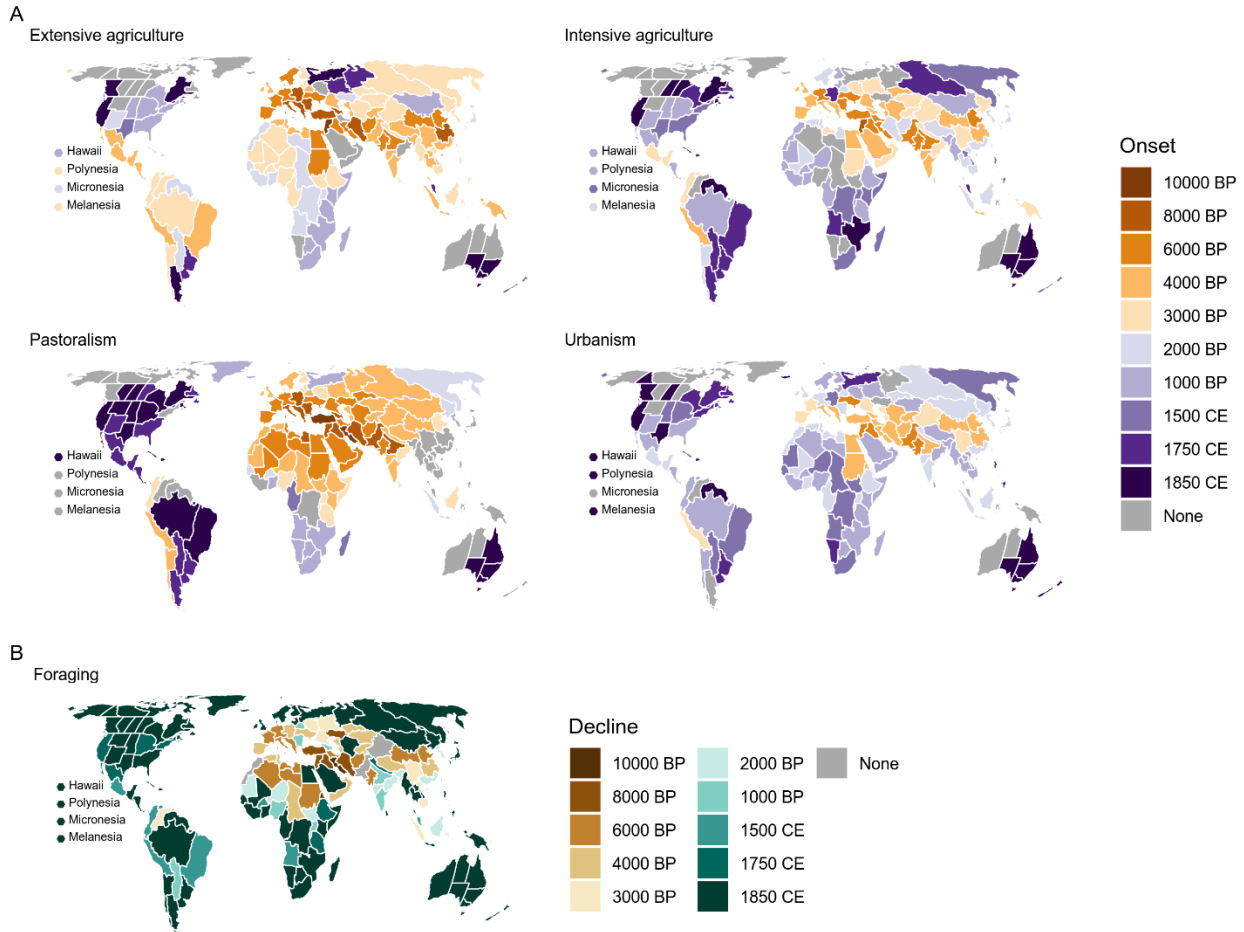 A
Extensive agriculture
Hawaii
Polynesia
Micronesia
Melanesia
Intensive agriculture
Hawaii
Polynesia
Micronesia
Melanesia
Pastoralism
Hawaii
Polynesia
Micronesia
Melanesia
Urbanism
Hawaii
Polynesia
Micronesia
Melanesia
Onset
10000 BP
8000 BP
6000 BP
4000 BP
3000 BP
2000 BP
1000 BP
1500 CE
1750 CE
1850 CE
None
B
Foraging
Hawaii
Polynesia
Micronesia
Melanesia
Decline
10000 BP
8000 BP
6000 BP
4000 BP
3000 BP
2000 BP
1000 BP
1500 CE
1750 CE
1850 CE
None